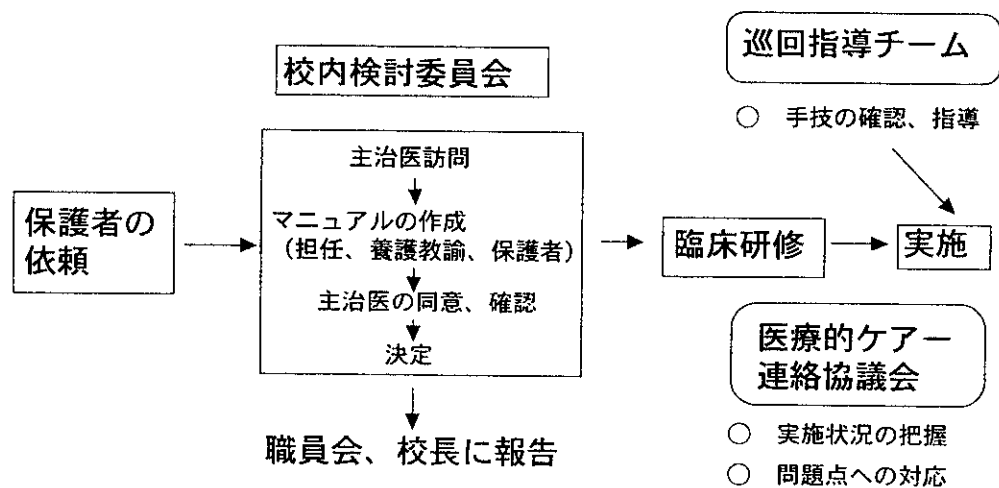 校内検討委員会
巡回指導チーム
○ 手技の確認、指導
保護者の
依頼
主治医訪問
マニュアルの作成
(担任、養護教諭、保護者)
主治医の同意、確認
決定
職員会、校長に報告
臨床研修
実施
医療的ケアー
連絡協議会
○ 実施状況の把握
○ 問題点への対応